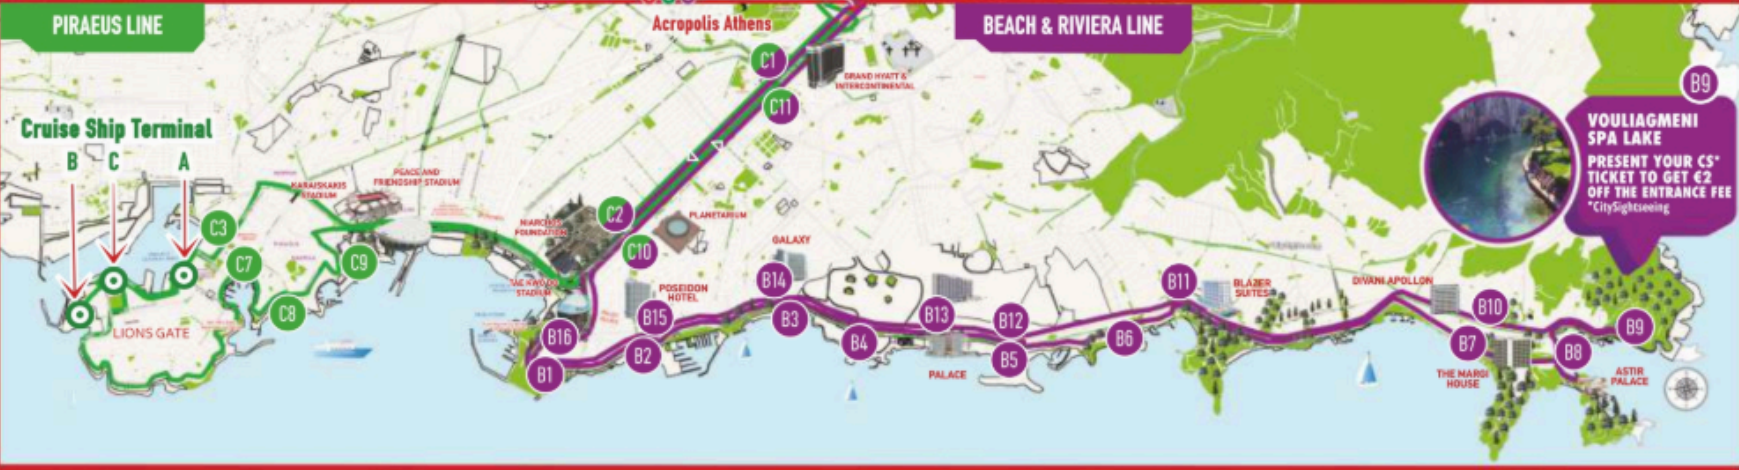 PIRAEUS LINE
Acropolis Athens
BEACH & RIVIERA LINE
C1
GRAND HYATT &
INTERCONTINENTAL
C11
B9
VOULIAGMENI
SPA LAKE
PRESENT YOUR CS*
TICKET TO GET €2
OFF THE ENTRANCE FEE
*CitySightseeing
Cruise Ship Terminal
B C A
KARAISKAKIS
STADIUM
PEACE AND
FRIENDSHIP STADIUM
C3
C7
C9
C8
LIONS GATE
NIARCHOS
FOUNDATION
C2
PLANETARIUM
C10
TAE KWO DO
STADIUM
GALAXY
B14
POSEIDON
HOTEL
B15
B16
B1
B2
B3
B4
B13
B12
B5
PALACE
B6
B11
BLAZER
SUITES
DIVANI APOLLON
B10
B9
B7
B8
THE MARGI
HOUSE
ASTIR
PALACE